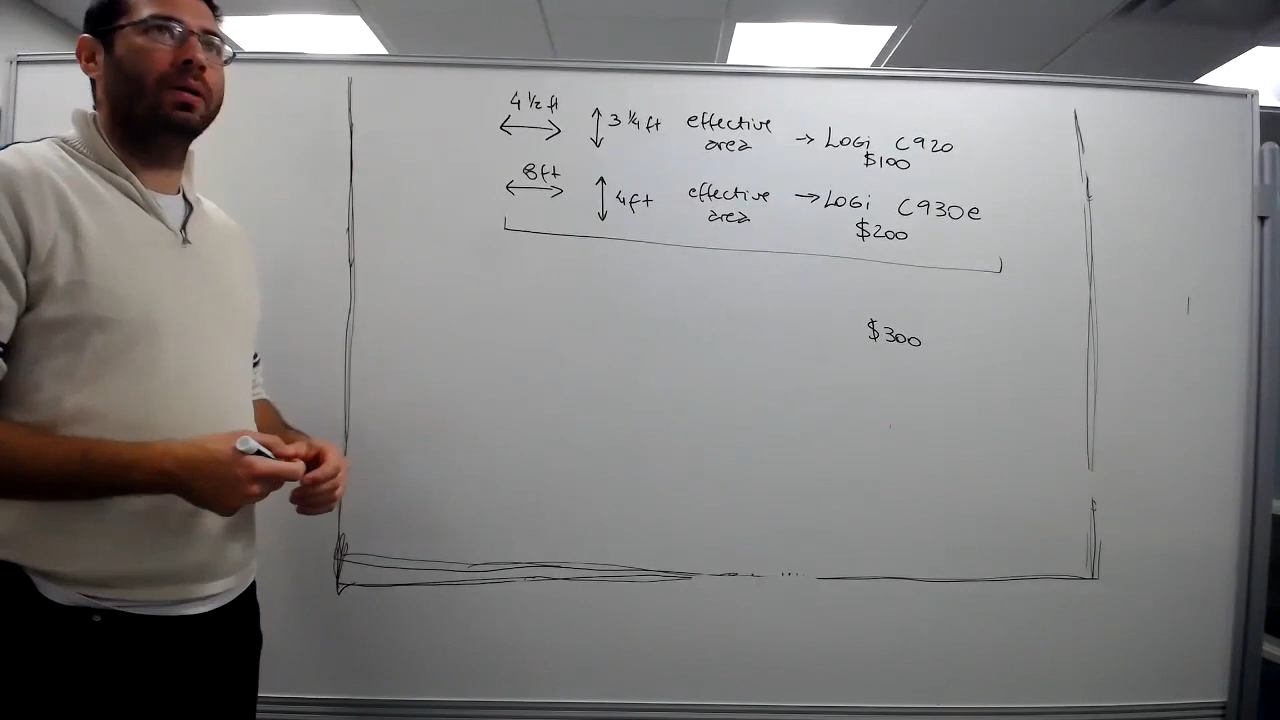 4 1/2 ft 3 1/4 ft effective area → Logi C920
$100
8ft 4ft effective area → Logi C930e
$200
$300